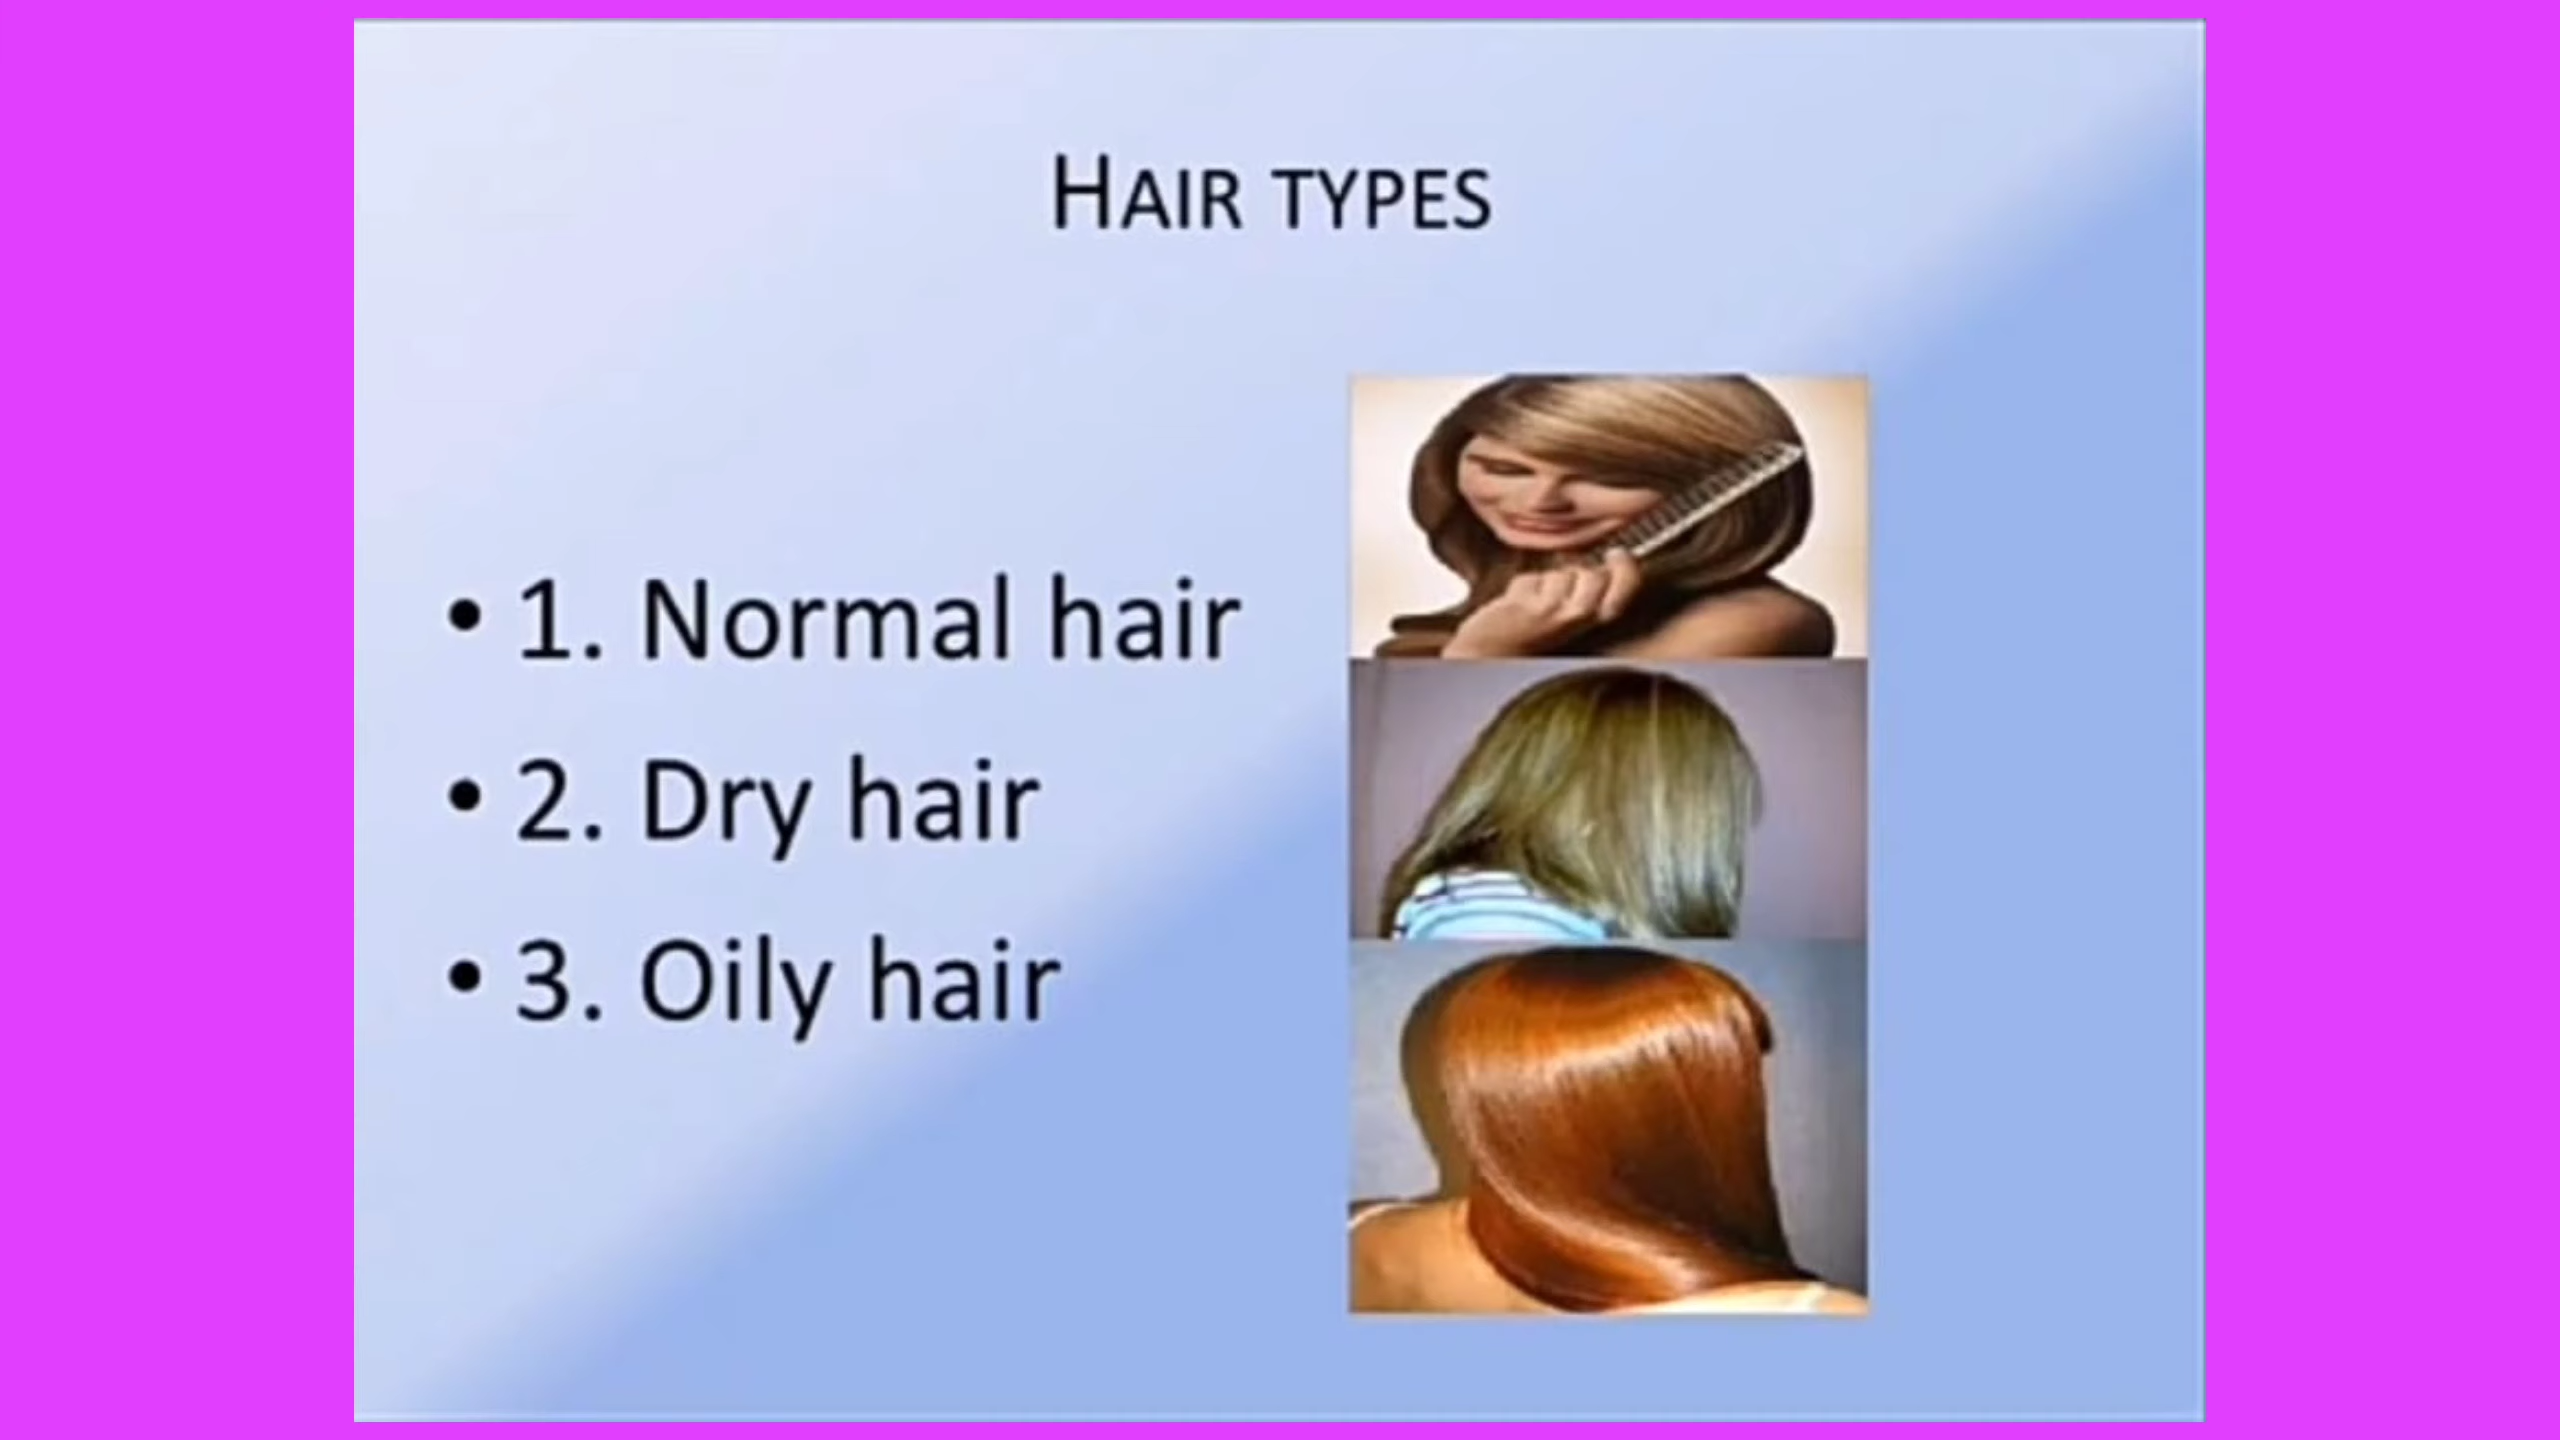 HAIR TYPES
• 1. Normal hair
• 2. Dry hair
• 3. Oily hair